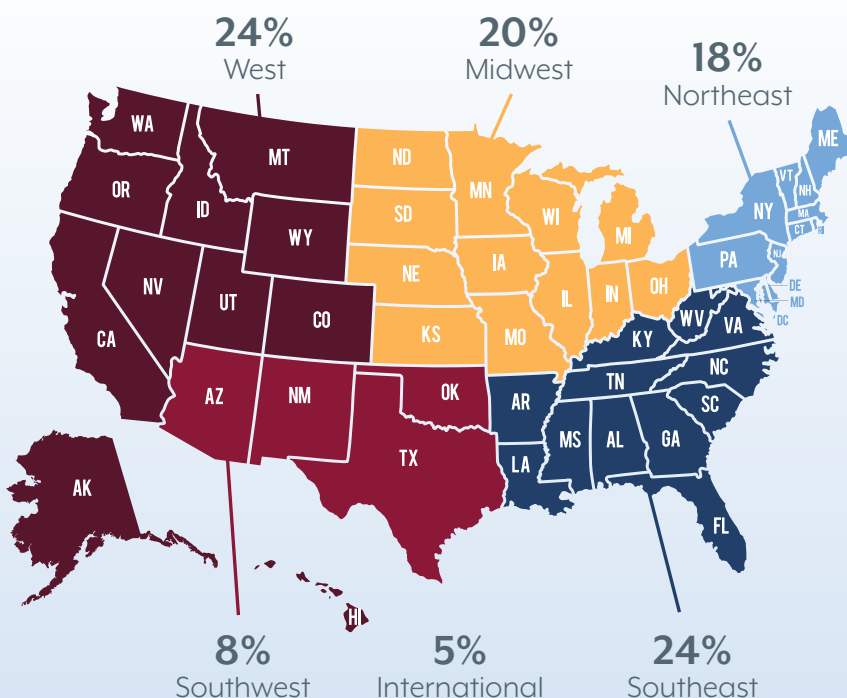 24%
West
20%
Midwest
18%
Northeast
WA
MT
ND
MN
ME
VT
NH
OR
ID
SD
WI
MI
NY
MA
CT
WY
NE
IA
PA
NJ
NV
UT
CO
IL
IN
OH
DE
MD
DC
CA
KS
MO
KY
WV
VA
AZ
NM
OK
AR
TN
NC
SC
TX
LA
MS
AL
GA
AK
FL
HI
8%
Southwest
5%
International
24%
Southeast